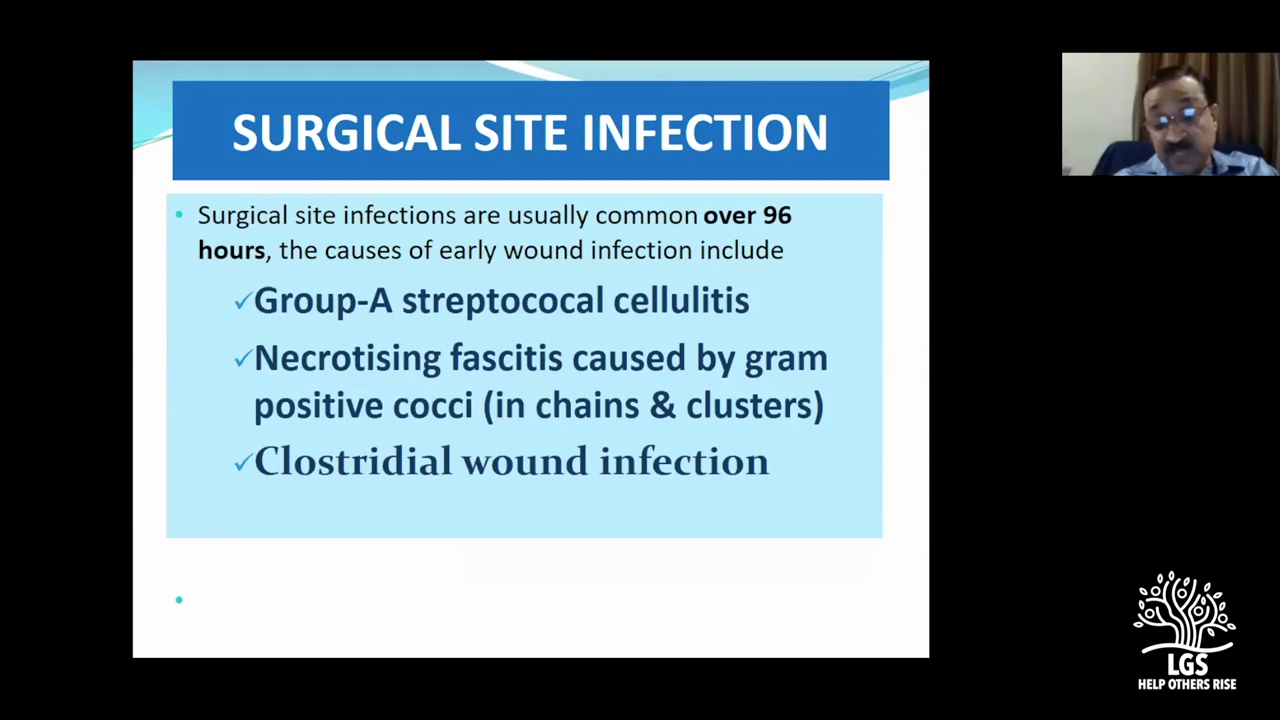 SURGICAL SITE INFECTION
Surgical site infections are usually common over 96
hours, the causes of early wound infection include
Group-A streptococal cellulitis
Necrotising fascitis caused by gram
positive cocci (in chains & clusters)
Clostridial wound infection
LGS
HELP OTHERS RISE